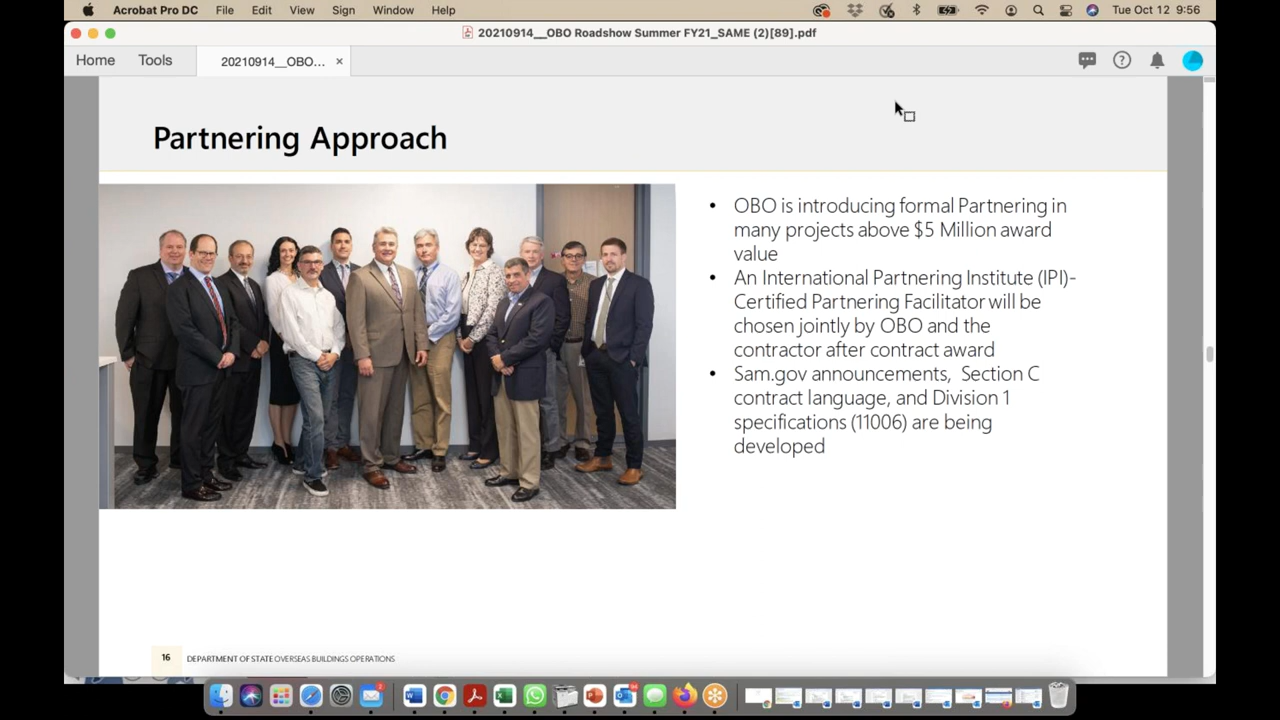 Acrobat Pro DC File Edit View Sign Window Help Tue Oct 12 9:56
20210914__OBO Roadshow Summer FY21_SAME (2)[89].pdf
Home Tools 20210914__OBO... ×
Partnering Approach
• OBO is introducing formal Partnering in
many projects above $5 Million award
value
• An International Partnering Institute (IPI)-
Certified Partnering Facilitator will be
chosen jointly by OBO and the
contractor after contract award
• Sam.gov announcements, Section C
contract language, and Division 1
specifications (11006) are being
developed
16 DEPARTMENT OF STATE OVERSEAS BUILDINGS OPERATIONS